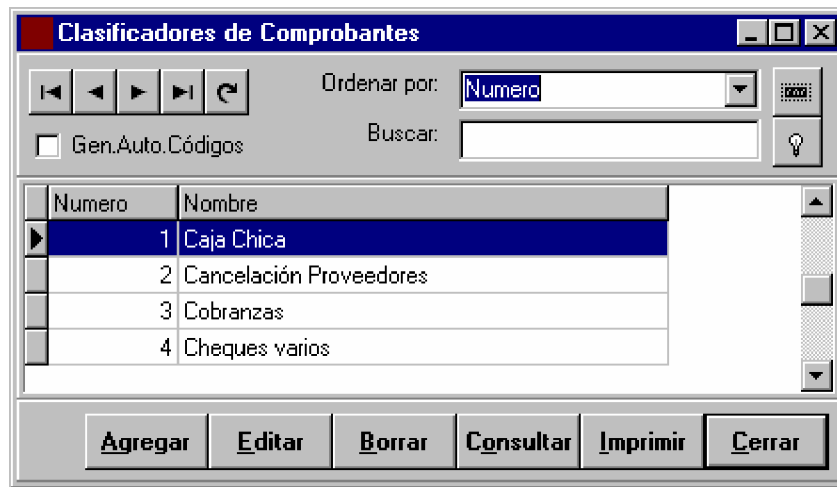 Clasificadores de Comprobantes
Ordenar por: Numero
Gen.Auto.Códigos
Buscar:
Numero Nombre
1 Caja Chica
2 Cancelación Proveedores
3 Cobranzas
4 Cheques varios
Agregar Editar Borrar Consultar Imprimir Cerrar